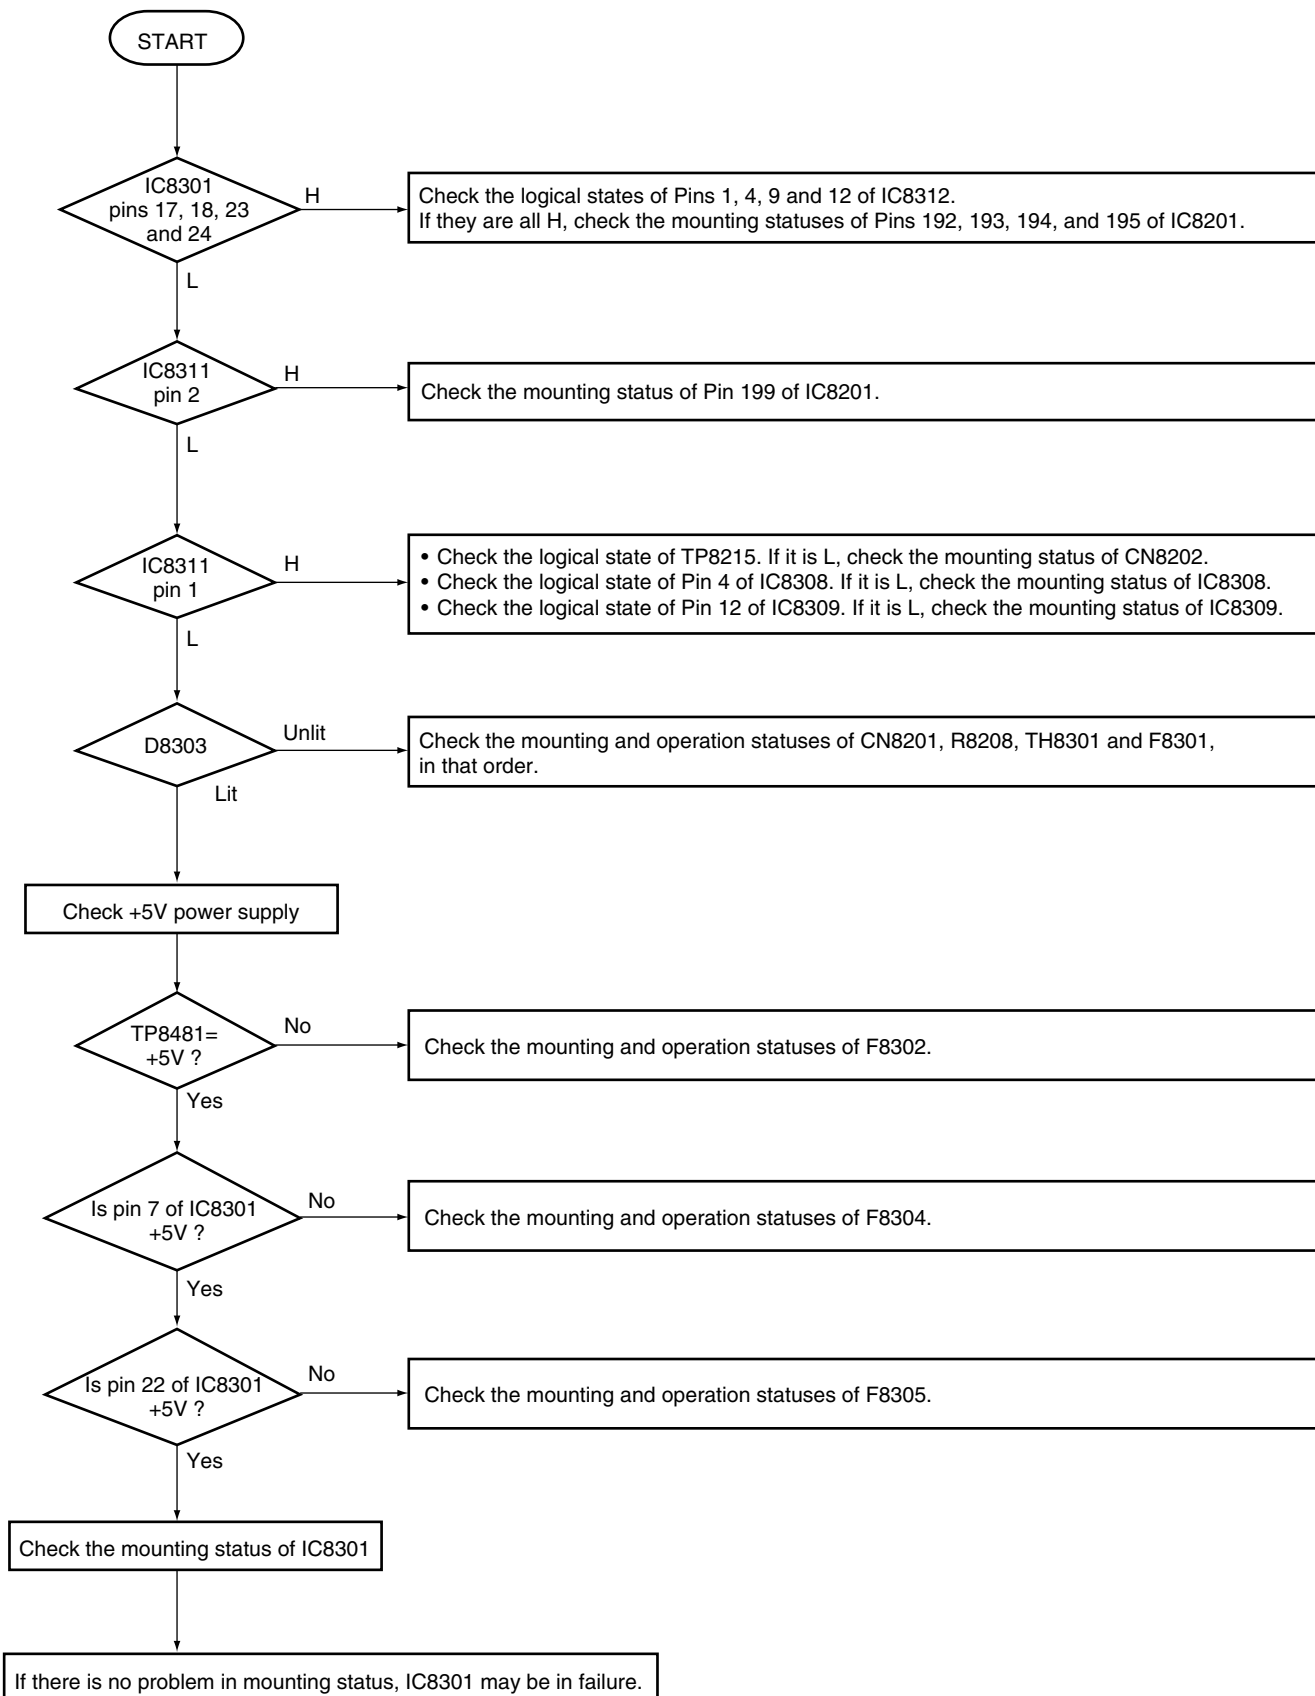 START
IC8301
pins 17, 18, 23
and 24
H
Check the logical states of Pins 1, 4, 9 and 12 of IC8312.
If they are all H, check the mounting statuses of Pins 192, 193, 194, and 195 of IC8201.
L
IC8311
pin 2
H
Check the mounting status of Pin 199 of IC8201.
L
IC8311
pin 1
H
• Check the logical state of TP8215. If it is L, check the mounting status of CN8202.
• Check the logical state of Pin 4 of IC8308. If it is L, check the mounting status of IC8308.
• Check the logical state of Pin 12 of IC8309. If it is L, check the mounting status of IC8309.
L
D8303
Unlit
Check the mounting and operation statuses of CN8201, R8208, TH8301 and F8301,
in that order.
Lit
Check +5V power supply
TP8481=
+5V ?
No
Check the mounting and operation statuses of F8302.
Yes
Is pin 7 of IC8301
+5V ?
No
Check the mounting and operation statuses of F8304.
Yes
Is pin 22 of IC8301
+5V ?
No
Check the mounting and operation statuses of F8305.
Yes
Check the mounting status of IC8301
If there is no problem in mounting status, IC8301 may be in failure.